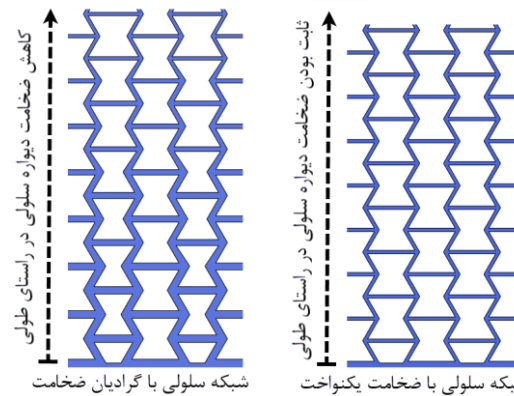 کاهش ضخامت دیواره سلولی در راستای طولی
شبکه سلولی با گرادیان ضخامت
ثابت بودن ضخامت دیواره سلولی در راستای طولی
سلولی با ضخامت یکنواخت